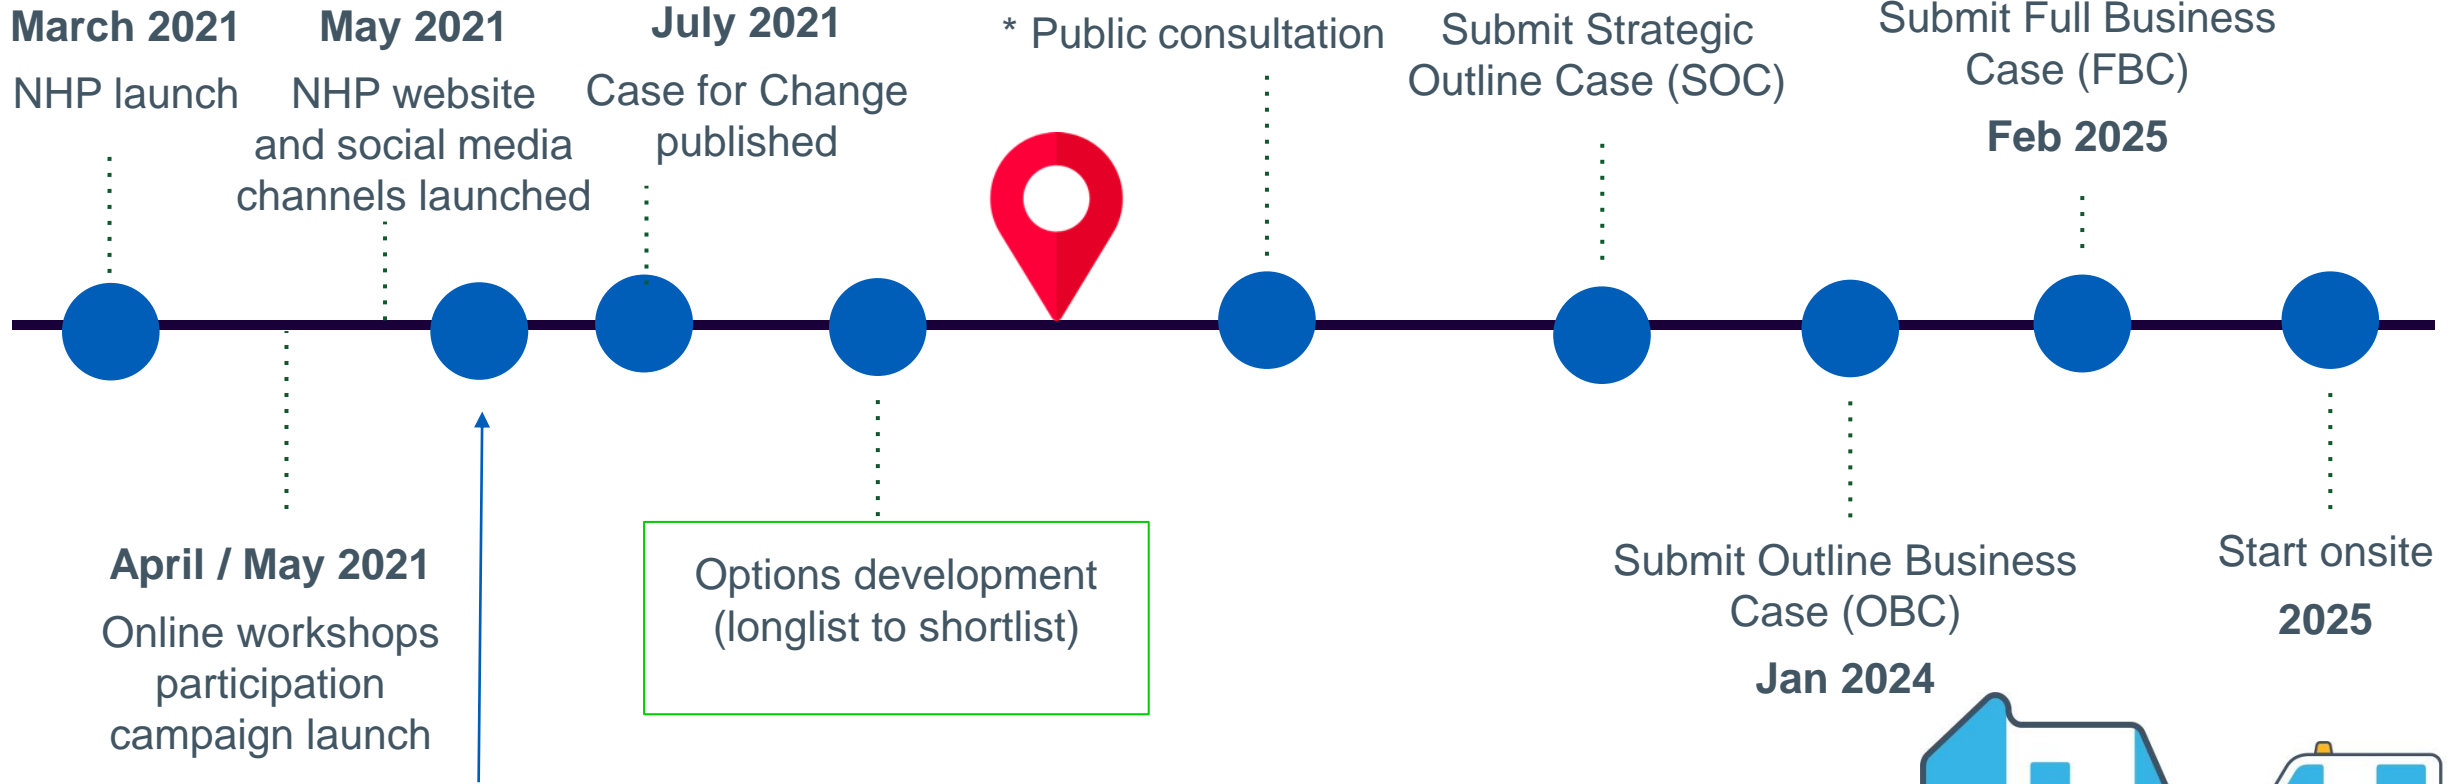 March 2021
NHP launch
May 2021
NHP website
and social media
channels launched
July 2021
Case for Change
published
* Public consultation
Submit Strategic
Outline Case (SOC)
Submit Full Business
Case (FBC)
Feb 2025
April / May 2021
Online workshops
participation
campaign launch
Options development
(longlist to shortlist)
Submit Outline Business
Case (OBC)
Jan 2024
Start onsite
2025